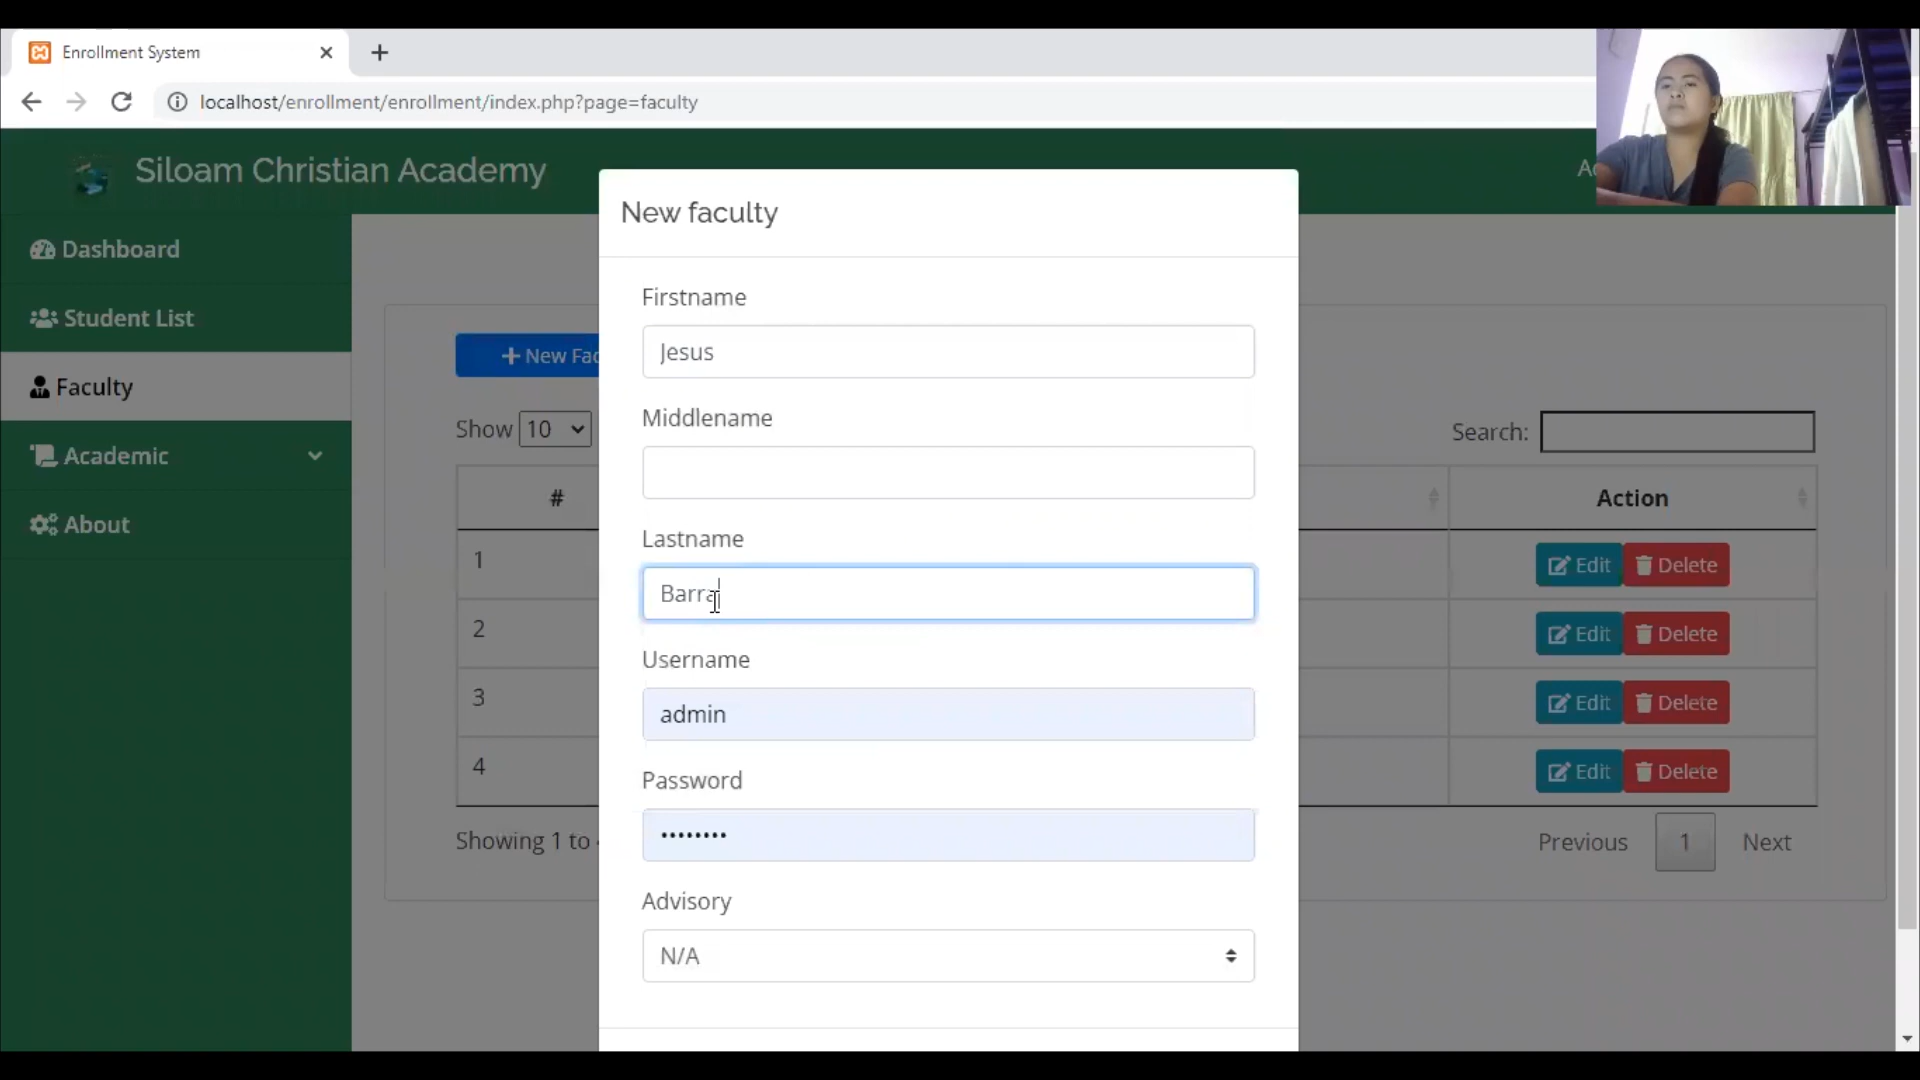 Enrollment System
localhost/enrollment/enrollment/index.php?page=faculty
Siloam Christian Academy
Dashboard
Student List
Faculty
Academic
About
New faculty
Firstname
Jesus
Middlename
Lastname
Barra
Username
admin
Password
••••••••
Advisory
N/A
+ New Fac
Show 10
Search:
#
Action
1
Edit Delete
2
Edit Delete
3
Edit Delete
4
Edit Delete
Showing 1 to
Previous 1 Next